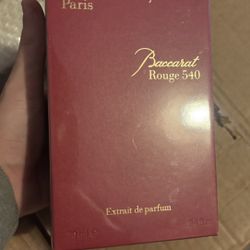 Paris
Baccarat
Rouge 540
Extrait de parfum